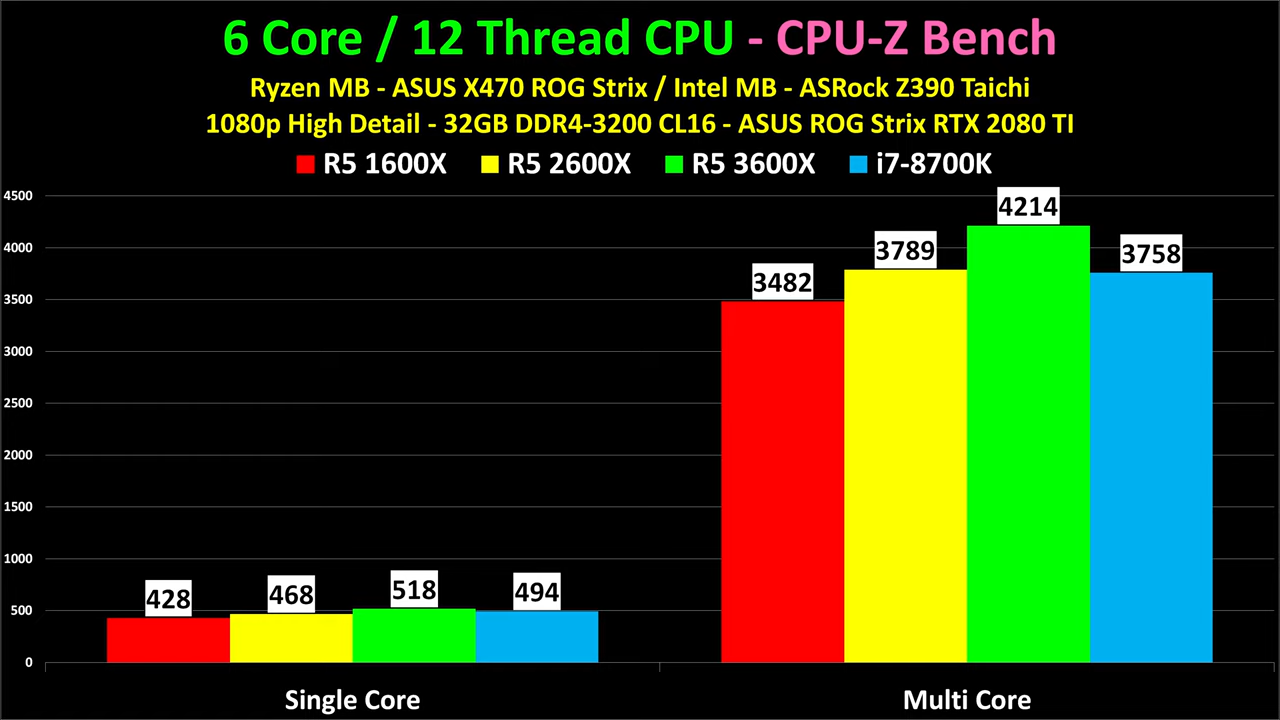 6 Core / 12 Thread CPU - CPU-Z Bench
Ryzen MB - ASUS X470 ROG Strix / Intel MB - ASRock Z390 Taichi
1080p High Detail - 32GB DDR4-3200 CL16 - ASUS ROG Strix RTX 2080 TI
R5 1600X R5 2600X R5 3600X i7-8700K
4500
4214
4000
3789
3758
3500
3482
3000
2500
2000
1500
1000
428 468 518 494
500
0
Single Core Multi Core